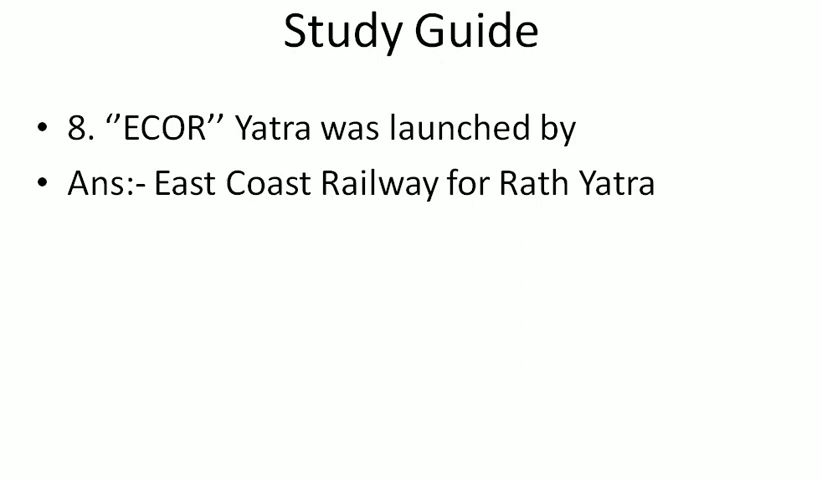 Study Guide
• 8. ‘’ECOR’’ Yatra was launched by
• Ans:- East Coast Railway for Rath Yatra